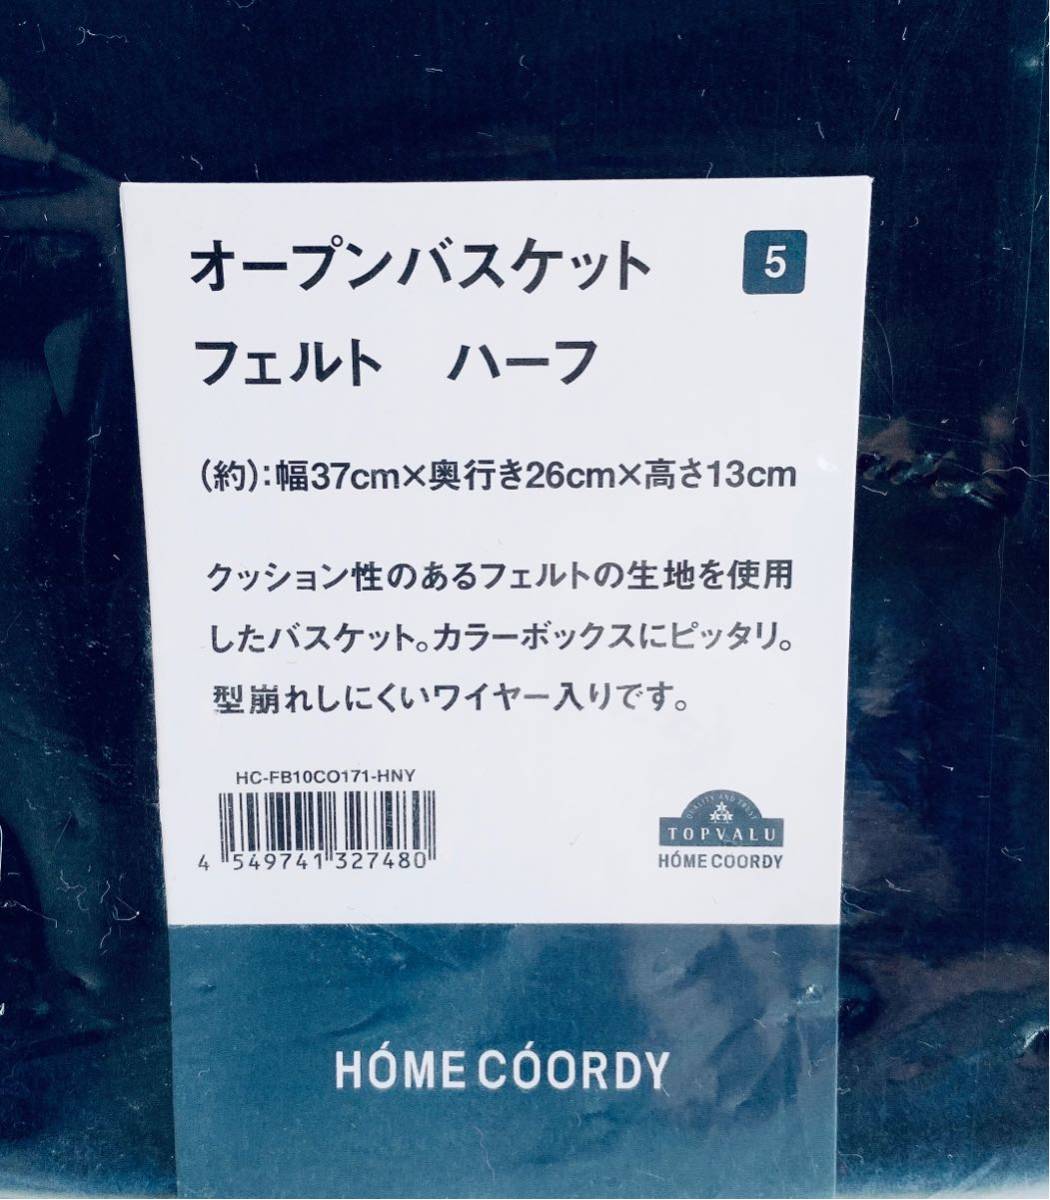 オープンバスケット 5
フェルト　ハーフ
(約):幅37cm×奥行き26cm×高さ13cm
クッション性のあるフェルトの生地を使用
したバスケット。カラーボックスにピッタリ。
型崩れしにくいワイヤー入りです。
HC-FB10CO171-HNY
4 549741 327480
QUALITY AND TRUST
TOPVALU
HÓME COORDY
HÓME CÓORDY